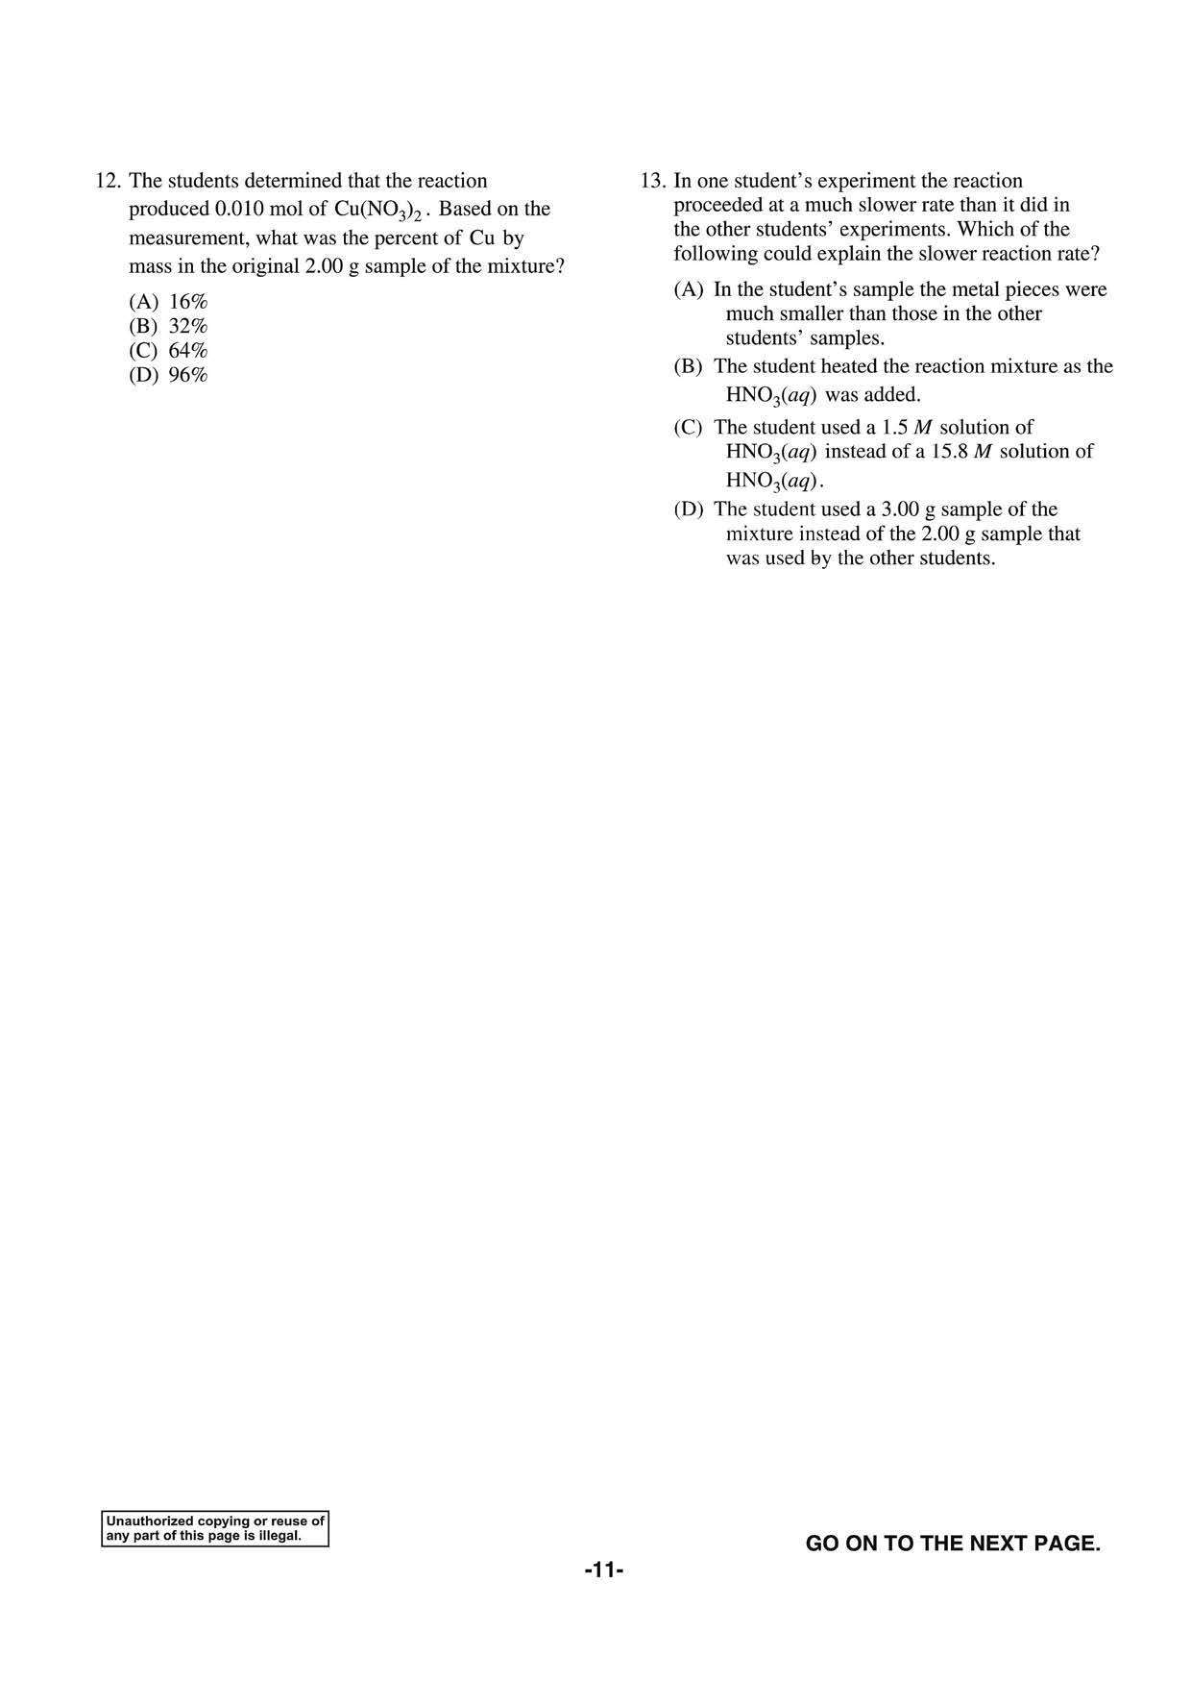 12. The students determined that the reaction
produced 0.010 mol of Cu(NO₃)₂. Based on the
measurement, what was the percent of Cu by
mass in the original 2.00 g sample of the mixture?
(A) 16%
(B) 32%
(C) 64%
(D) 96%
13. In one student’s experiment the reaction
proceeded at a much slower rate than it did in
the other students’ experiments. Which of the
following could explain the slower reaction rate?
(A) In the student’s sample the metal pieces were
much smaller than those in the other
students’ samples.
(B) The student heated the reaction mixture as the
HNO₃(aq) was added.
(C) The student used a 1.5 M solution of
HNO₃(aq) instead of a 15.8 M solution of
HNO₃(aq).
(D) The student used a 3.00 g sample of the
mixture instead of the 2.00 g sample that
was used by the other students.
Unauthorized copying or reuse of
any part of this page is illegal.
GO ON TO THE NEXT PAGE.
-11-